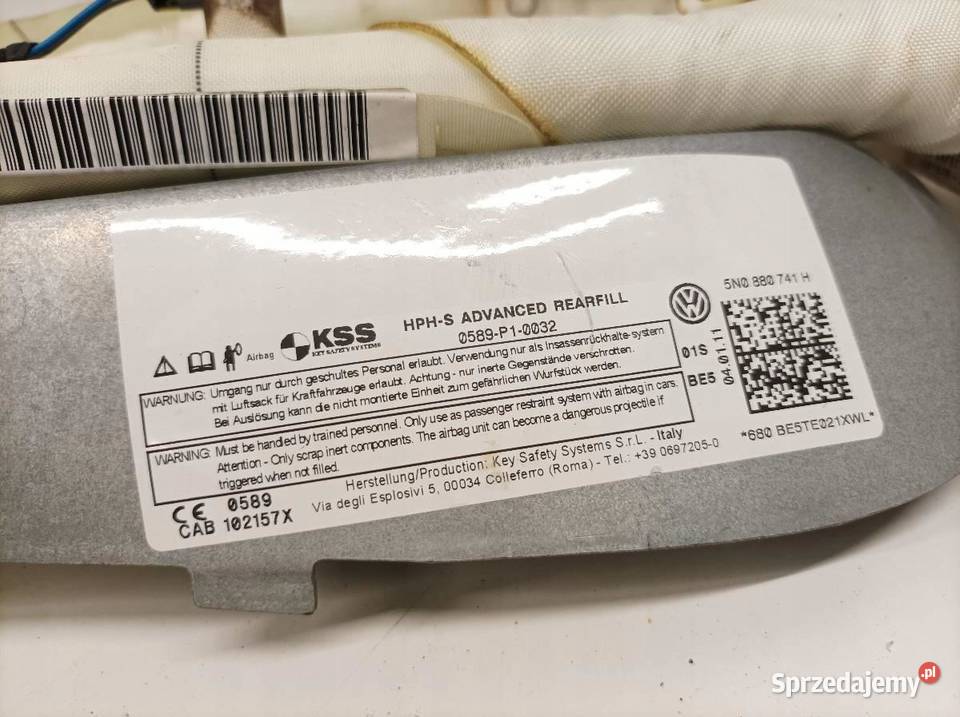 HPH-S ADVANCED REARFILL
0589-P1-0032
KSS
KEY SAFETY SYSTEMS
Airbag
WARNUNG: Umgang nur durch geschultes Personal erlaubt. Verwendung nur als Insassenrückhalte-system
mit Luftsack für Kraftfahrzeuge erlaubt. Achtung - nur inerte Gegenstände verschrotten.
Bei Auslösung kann die nicht montierte Einheit zum gefährlichen Wurfstück werden.
WARNING: Must be handled by trained personnel. Only use as passenger restraint system with airbag in cars.
Attention - Only scrap inert components. The airbag unit can become a dangerous projectile if
triggered when not filled.
Herstellung/Production: Key Safety Systems S.r.L. - Italy
Via degli Esplosivi 5, 00034 Colleferro (Roma) - Tel.: +39 0697205-0
CE 0589
CAB 102157X
5N0 880 741 H
01S
BE5
04.01.11
*680 BE5TE021XWL*
Sprzedajemy.pl